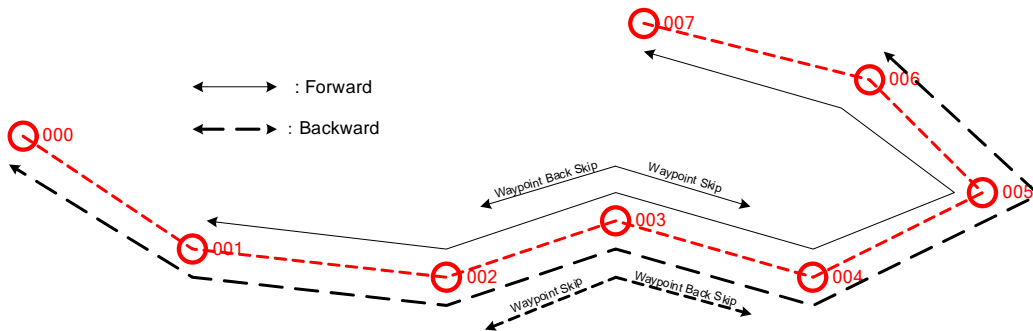 007
006
: Forward
: Backward
000
Waypoint Back Skip
Waypoint Skip
005
003
001
002
004
Waypoint Skip
Waypoint Back Skip